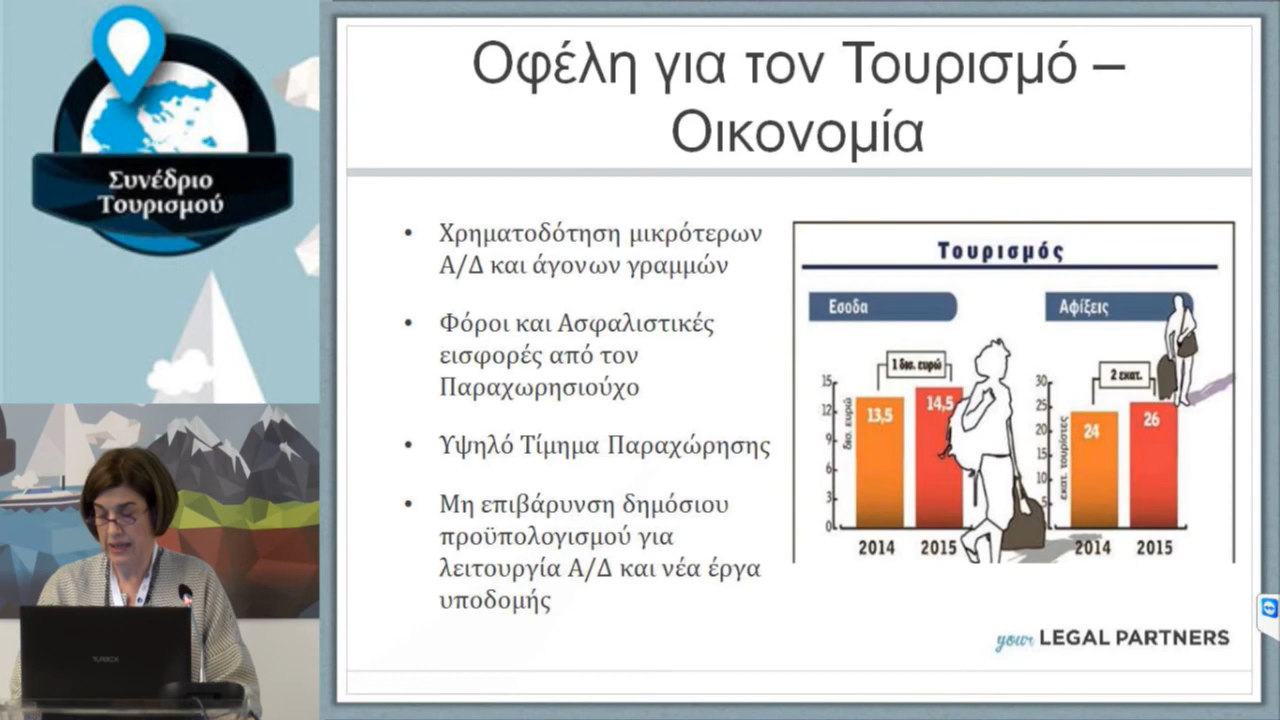 Συνέδριο
Τουρισμού
Οφέλη για τον Τουρισμό –
Οικονομία
• Χρηματοδότηση μικρότερων
Α/Δ και άγονων γραμμών
• Φόροι και Ασφαλιστικές
εισφορές από τον
Παραχωρησιούχο
• Υψηλό Τίμημα Παραχώρησης
• Μη επιβάρυνση δημόσιου
προϋπολογισμού για
λειτουργία Α/Δ και νέα έργα
υποδομής
Τουρισμός
Εσοδα
1 δισ. ευρώ
15
12
9
6
3
0
δισ. ευρώ
13,5
14,5
2014
2015
Αφίξεις
2 εκατ.
30
25
20
15
10
5
εκατ. τουρίστες
24
26
2014
2015
your LEGAL PARTNERS